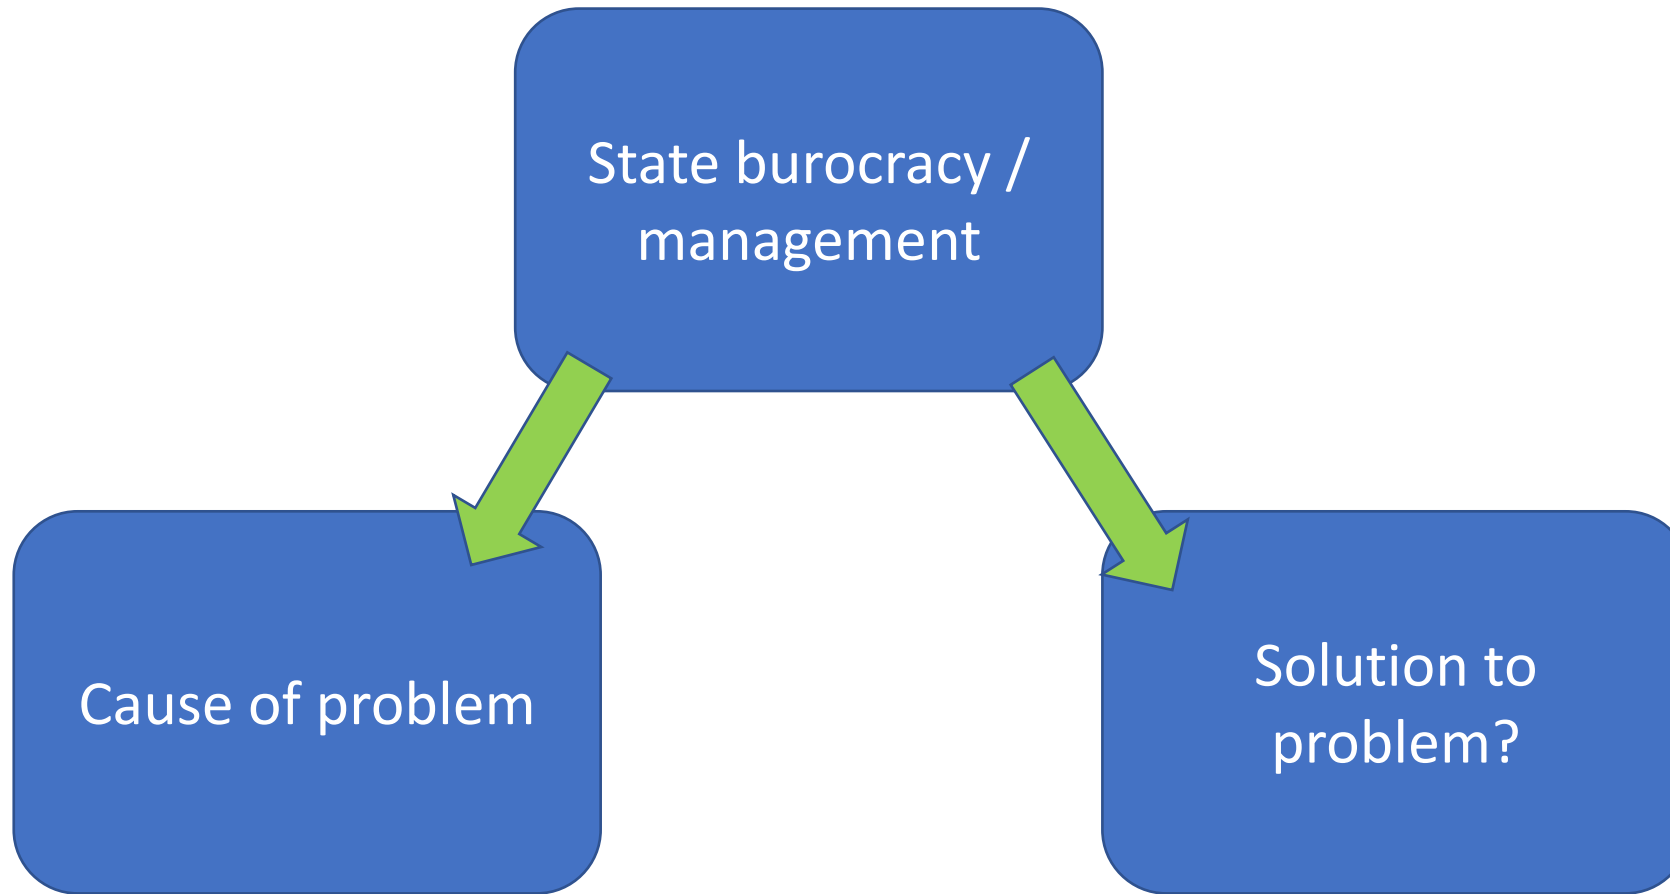 State burocracy /
management
Cause of problem
Solution to
problem?